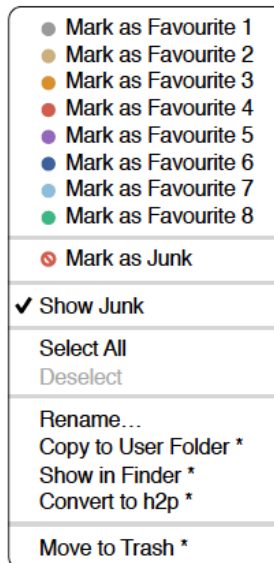 Mark as Favourite 1
Mark as Favourite 2
Mark as Favourite 3
Mark as Favourite 4
Mark as Favourite 5
Mark as Favourite 6
Mark as Favourite 7
Mark as Favourite 8
Mark as Junk
✓ Show Junk
Select All
Deselect
Rename...
Copy to User Folder *
Show in Finder *
Convert to h2p *
Move to Trash *